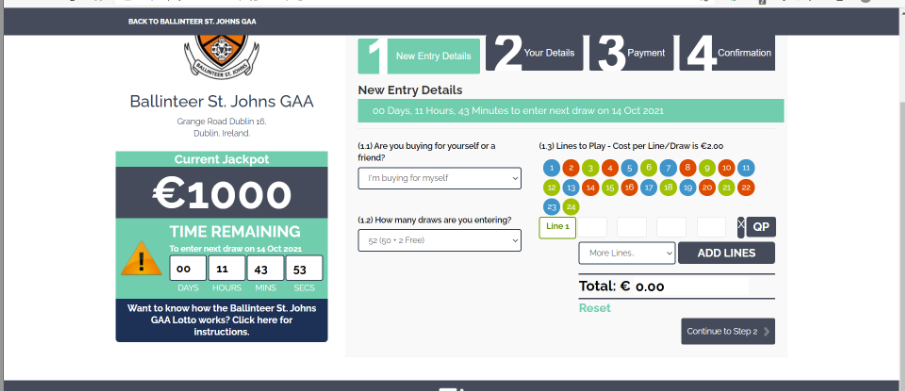 BACK TO BALLINTEER ST. JOHNS GAA
BALLINTEER ST. JOHNS
Ballinteer St. Johns GAA
Grange Road Dublin 16,
Dublin, Ireland.
Current Jackpot
€1000
TIME REMAINING
To enter next draw on 14 Oct 2021
00 11 43 53
DAYS HOURS MINS SECS
Want to know how the Ballinteer St. Johns
GAA Lotto works? Click here for
instructions.
1 New Entry Details 2 Your Details 3 Payment 4 Confirmation
New Entry Details
00 Days, 11 Hours, 43 Minutes to enter next draw on 14 Oct 2021
(1.1) Are you buying for yourself or a
friend?
I'm buying for myself
(1.2) How many draws are you entering?
52 (50 + 2 Free)
(1.3) Lines to Play - Cost per Line/Draw is €2.00
1 2 3 4 5 6 7 8 9 10 11
12 13 14 15 16 17 18 19 20 21 22
23 24
Line 1 X QP
More Lines.. ADD LINES
Total: € 0.00
Reset
Continue to Step 2